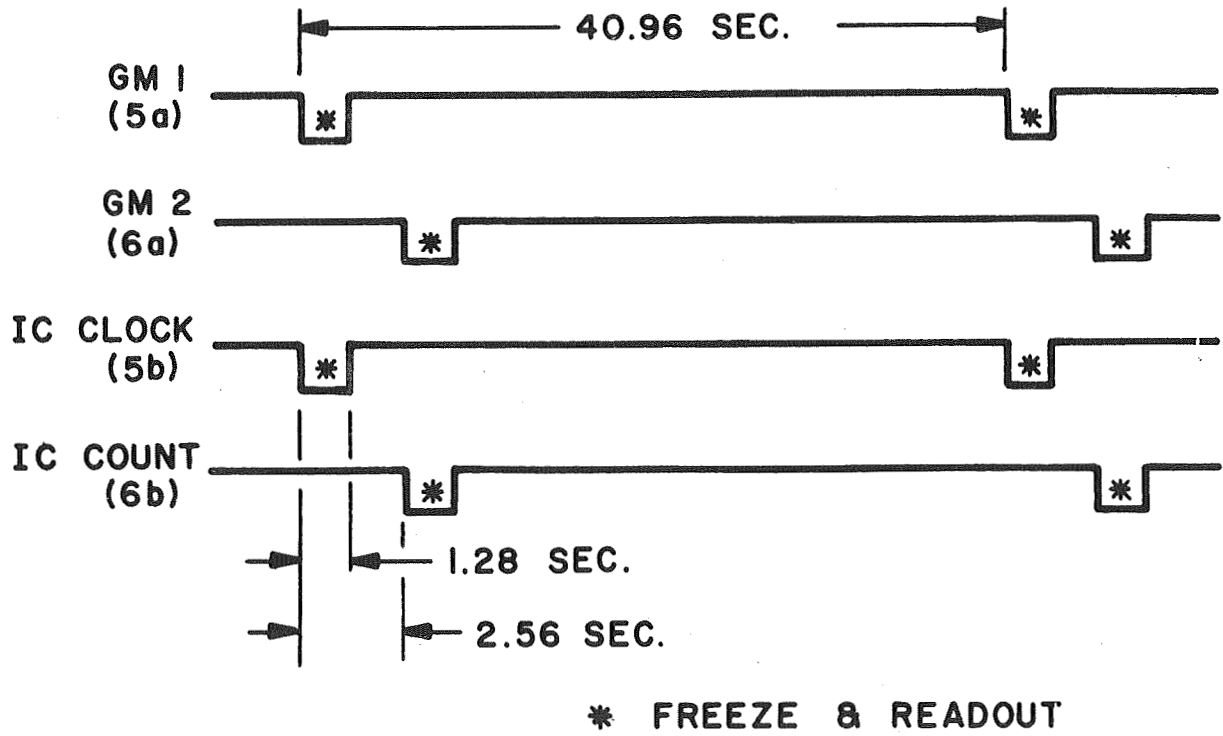 40.96 SEC.
GM 1
(5a)
*
*
GM 2
(6a)
*
*
IC CLOCK
(5b)
*
*
IC COUNT
(6b)
*
*
1.28 SEC.
2.56 SEC.
* FREEZE & READOUT